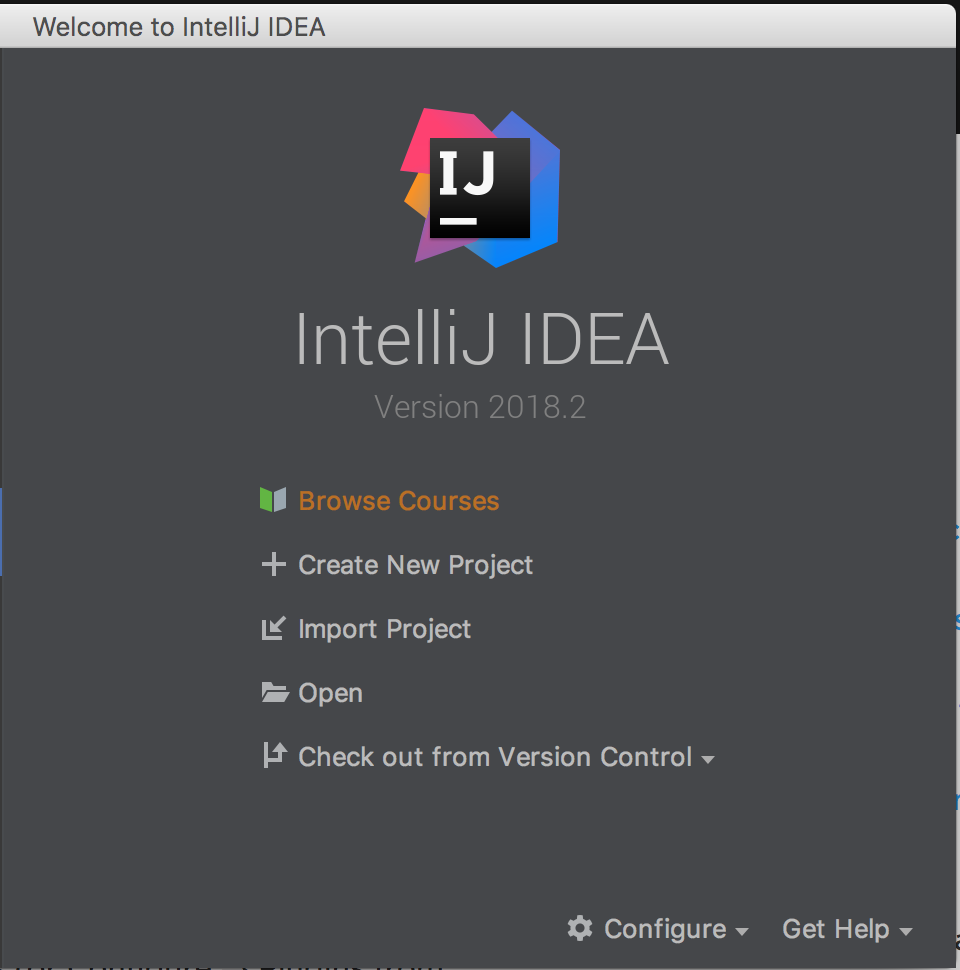 Welcome to IntelliJ IDEA
IJ
IntelliJ IDEA
Version 2018.2
Browse Courses
Create New Project
Import Project
Open
Check out from Version Control
Configure
Get Help